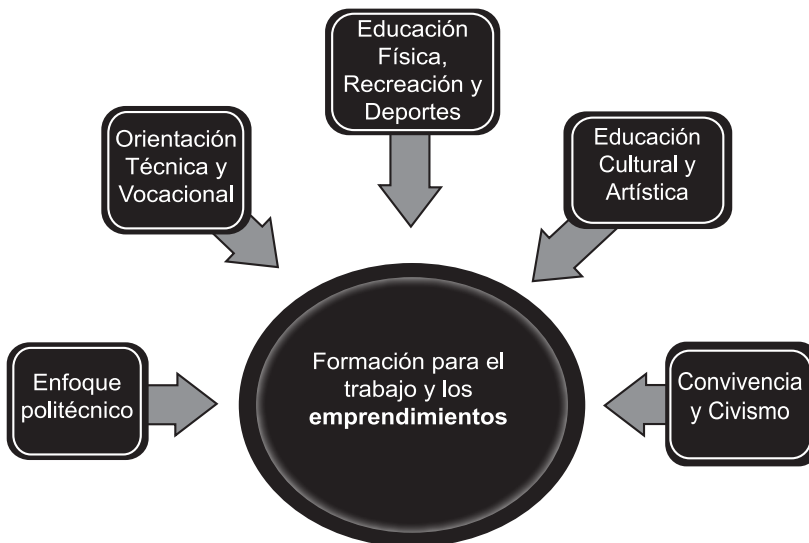 Educación
Física,
Recreación y
Deportes
Orientación
Técnica y
Vocacional
Educación
Cultural y
Artística
Formación para el
trabajo y los
emprendimientos
Enfoque
politécnico
Convivencia
y Civismo